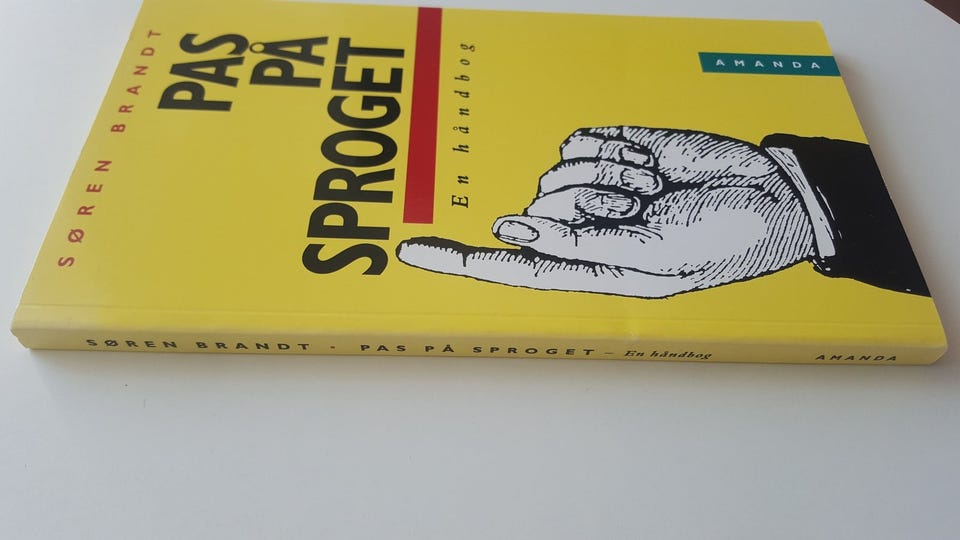 SØREN BRANDT
PAS
PÅ
SPROGET
En håndbog
AMANDA
SØREN BRANDT · PAS PÅ SPROGET – En håndbog AMANDA